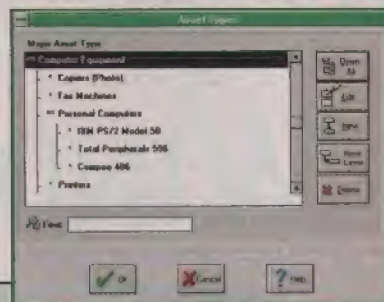 Asset Types
Major Asset Type
Computer Equipment
Copiers (Photo)
Fax Machines
Personal Computers
IBM PS/2 Model 50
Total Peripherals
Compaq 486
Printers
Open
All
Edit
New
New
Level
Delete
Find
OK
Cancel
Help